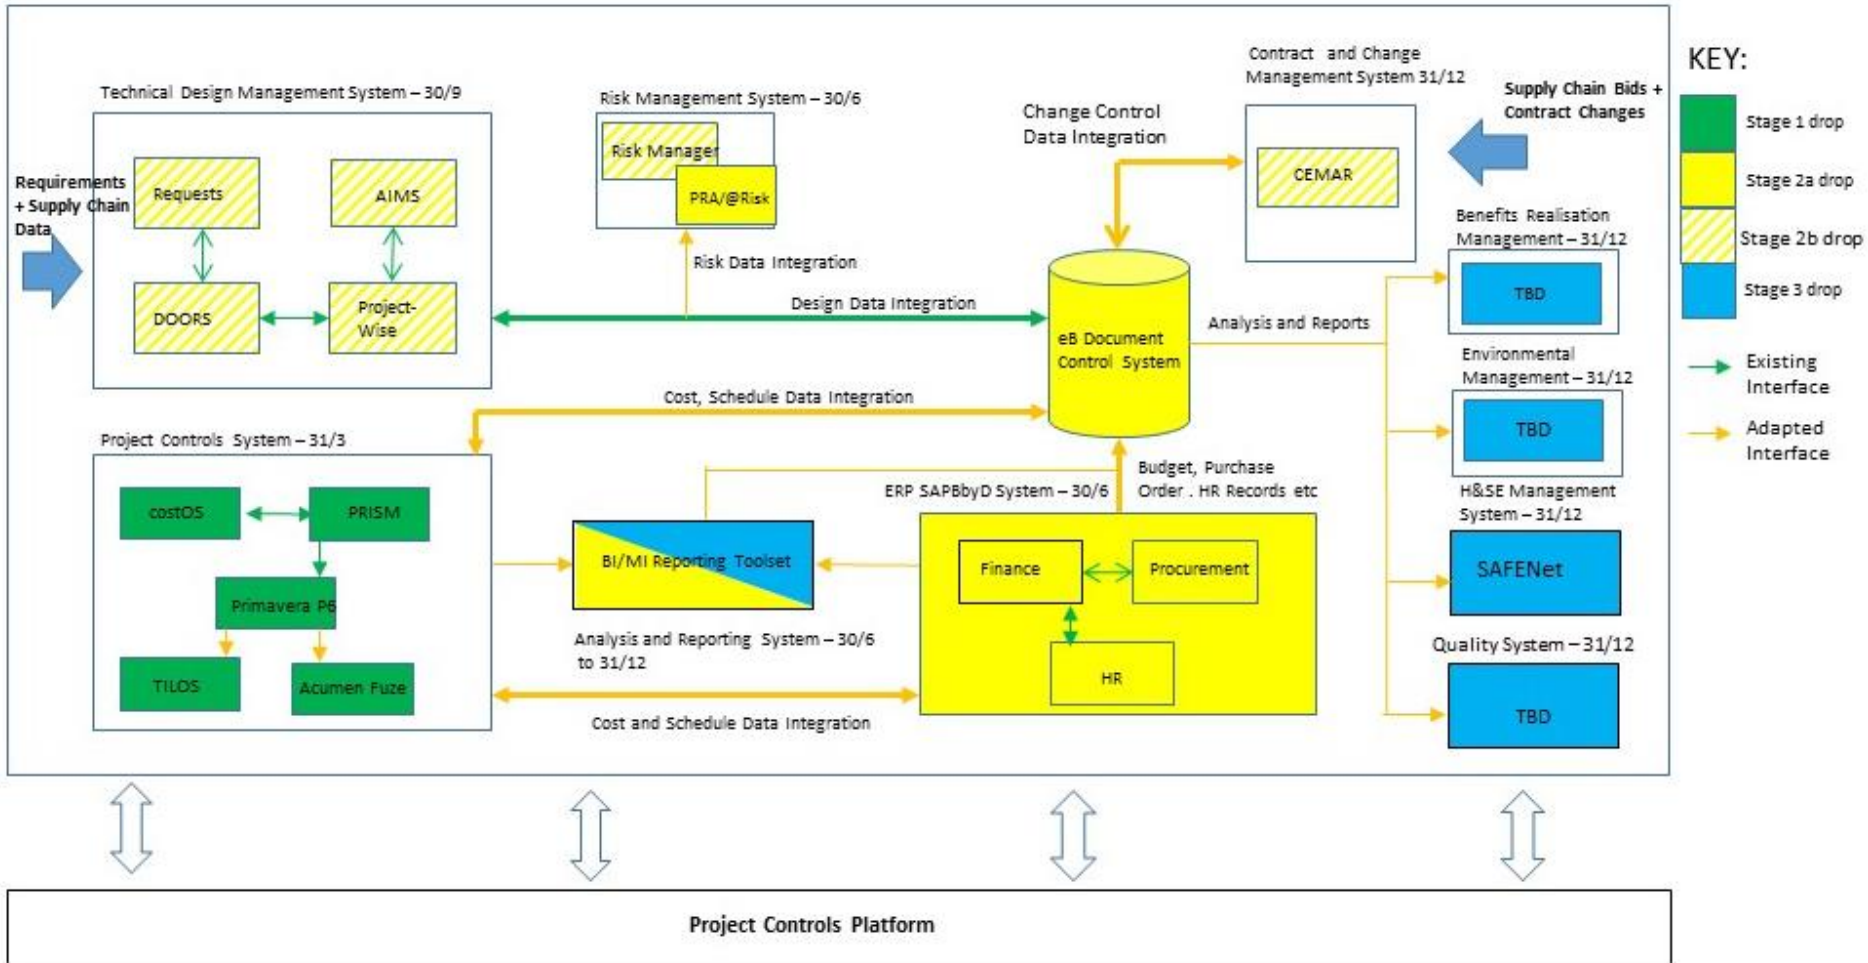 Technical Design Management System – 30/9
Requirements
+ Supply Chain
Data
Requests
AIMS
DOORS
Project-
Wise
Risk Management System – 30/6
Risk Manager
PRA/@Risk
Risk Data Integration
Design Data Integration
Change Control
Data Integration
Contract and Change
Management System 31/12
CEMAR
Supply Chain Bids +
Contract Changes
eB Document
Control System
Analysis and Reports
Benefits Realisation
Management – 31/12
TBD
Environmental
Management – 31/12
TBD
H&SE Management
System – 31/12
SAFENet
Quality System – 31/12
TBD
Cost, Schedule Data Integration
Project Controls System – 31/3
costOS
PRISM
Primavera P6
TILOS
Acumen Fuze
BI/MI Reporting Toolset
Analysis and Reporting System – 30/6
to 31/12
Cost and Schedule Data Integration
ERP SAPBbyD System – 30/6
Budget, Purchase
Order . HR Records etc
Finance
Procurement
HR
KEY:
Stage 1 drop
Stage 2a drop
Stage 2b drop
Stage 3 drop
Existing
Interface
Adapted
Interface
Project Controls Platform